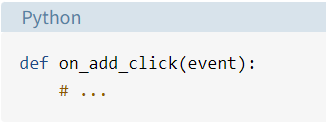 Python
def on_add_click(event):
    # ...